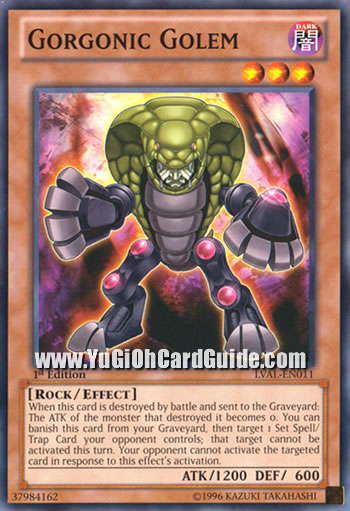 GORGONIC GOLEM
DARK
闇
www.YuGiOhCardGuide.com
1st Edition
LVAL-EN011
[ROCK/EFFECT]
When this card is destroyed by battle and sent to the Graveyard:
The ATK of the monster that destroyed it becomes 0. You can
banish this card from your Graveyard, then target 1 Set Spell/
Trap Card your opponent controls; that target cannot be
activated this turn. Your opponent cannot activate the targeted
card in response to this effect's activation.
ATK/1200 DEF/ 600
37984162
©1996 KAZUKI TAKAHASHI